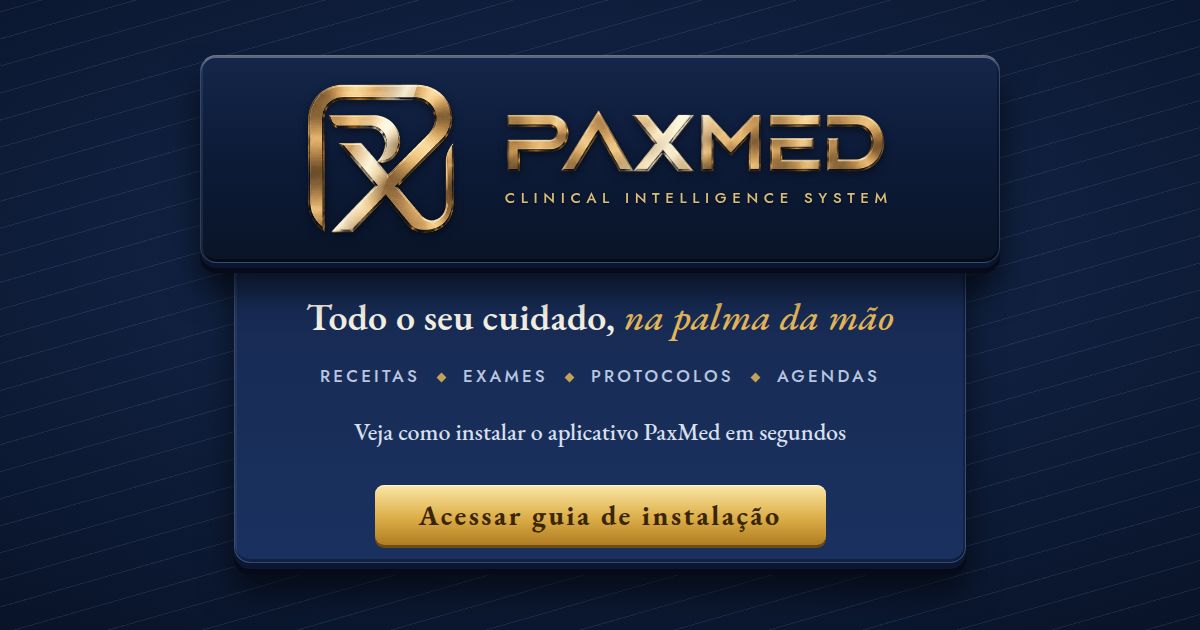 PAXMED
CLINICAL INTELLIGENCE SYSTEM
Todo o seu cuidado, na palma da mão
RECEITAS ◆ EXAMES ◆ PROTOCOLOS ◆ AGENDAS
Veja como instalar o aplicativo PaxMed em segundos
Acessar guia de instalação